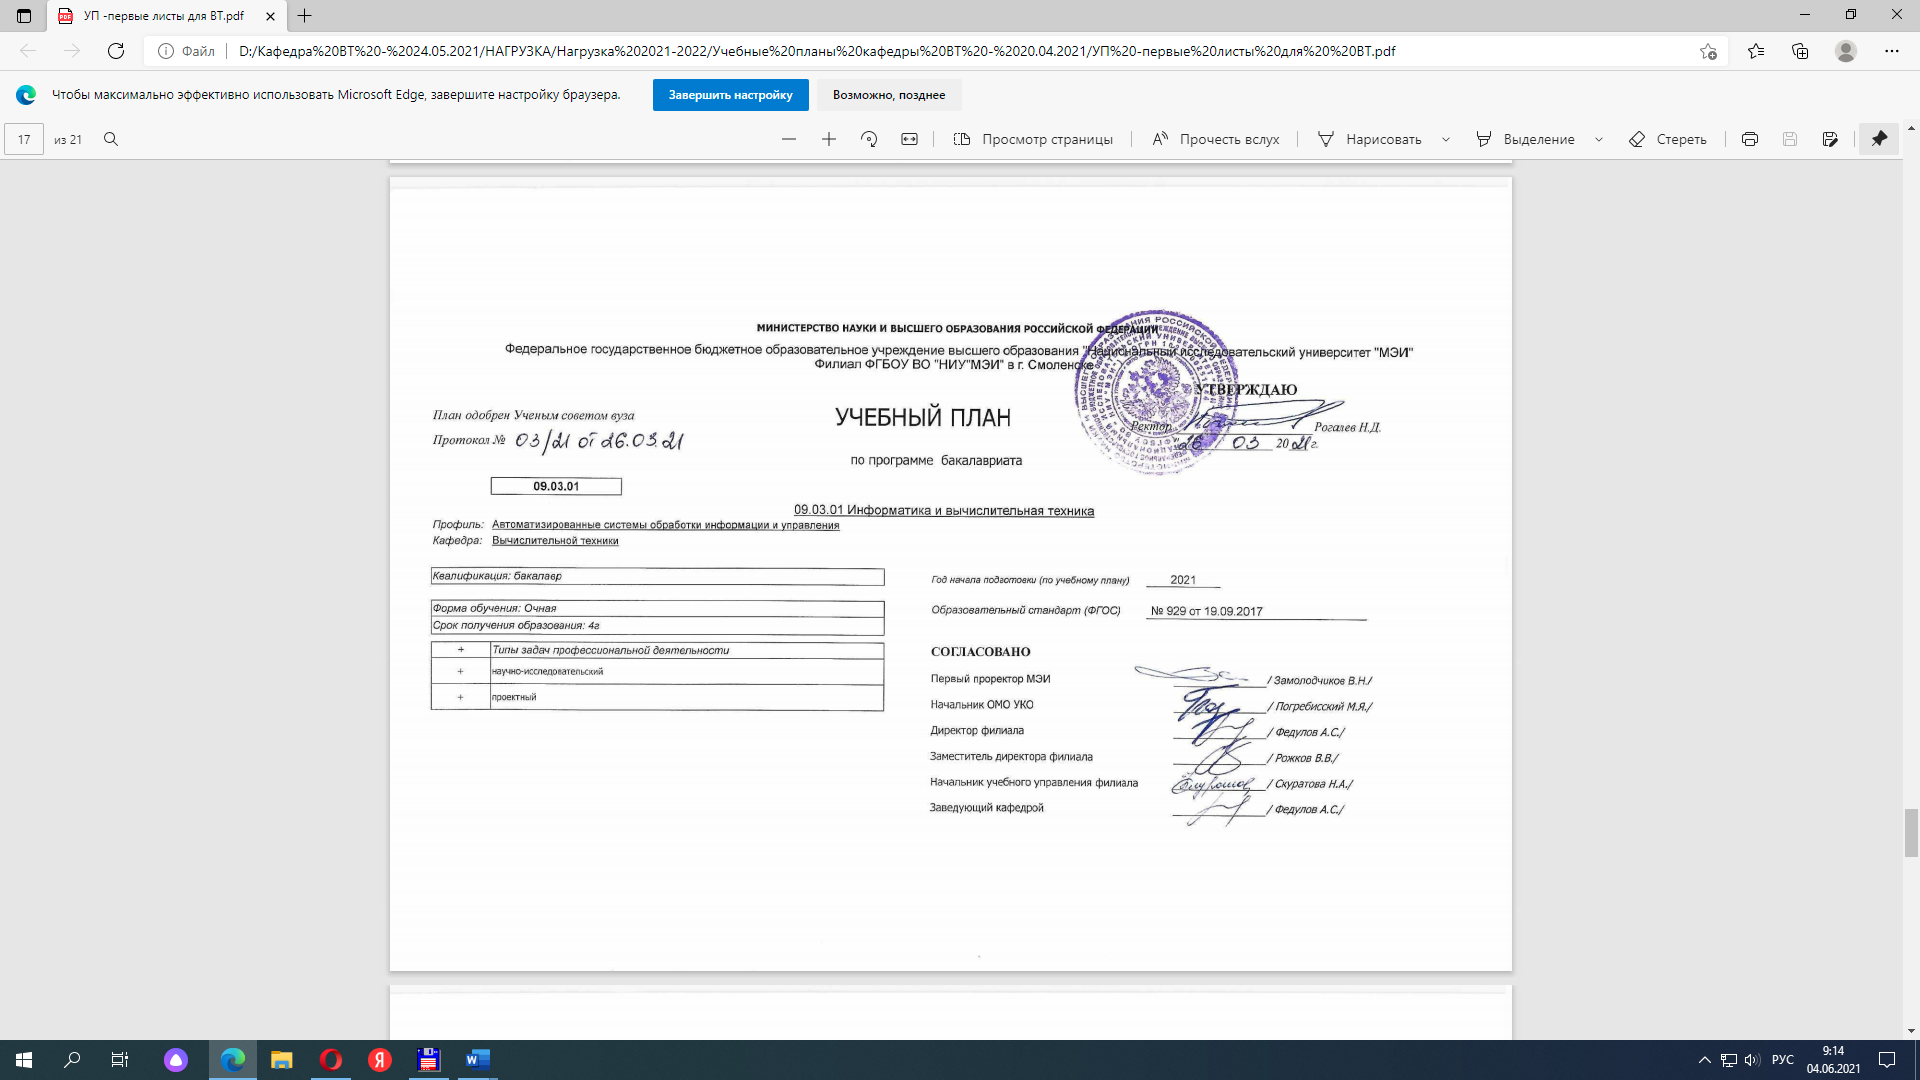 УП -первые листы для ВТ.pdf
Файл
D:/Кафедра%20ВТ%20-%2024.05.2021/НАГРУЗКА/Нагрузка%202021-2022/Учебные%20планы%20кафедры%20ВТ%20-%2020.04.2021/УП%20-первые%20листы%20для%20%20ВТ.pdf
Чтобы максимально эффективно использовать Microsoft Edge, завершите настройку браузера.
Завершить настройку
Возможно, позднее
17 из 21
Просмотр страницы
Прочесть вслух
Нарисовать
Выделение
Стереть
МИНИСТЕРСТВО НАУКИ И ВЫСШЕГО ОБРАЗОВАНИЯ РОССИЙСКОЙ ФЕДЕРАЦИИ
Федеральное государственное бюджетное образовательное учреждение высшего образования "Национальный исследовательский университет "МЭИ"
Филиал ФГБОУ ВО "НИУ"МЭИ" в г. Смоленске
УТВЕРЖДАЮ
План одобрен Ученым советом вуза
Протокол № 03/21 от 26.03.21
УЧЕБНЫЙ ПЛАН
Ректор Рогалев Н.Д.
"26 03 2021 г.
по программе бакалавриата
09.03.01
09.03.01 Информатика и вычислительная техника
Профиль: Автоматизированные системы обработки информации и управления
Кафедра: Вычислительной техники
Квалификация: бакалавр
Год начала подготовки (по учебному плану) 2021
Форма обучения: Очная
Образовательный стандарт (ФГОС) № 929 от 19.09.2017
Срок получения образования: 4г
+ Типы задач профессиональной деятельности
+ научно-исследовательский
+ проектный
СОГЛАСОВАНО
Первый проректор МЭИ / Замолодчиков В.Н./
Начальник ОМО УКО / Погребисский М.Я./
Директор филиала / Федулов А.С./
Заместитель директора филиала / Рожков В.В./
Начальник учебного управления филиала / Скуратова Н.А./
Заведующий кафедрой / Федулов А.С./
РУС
9:14
04.06.2021